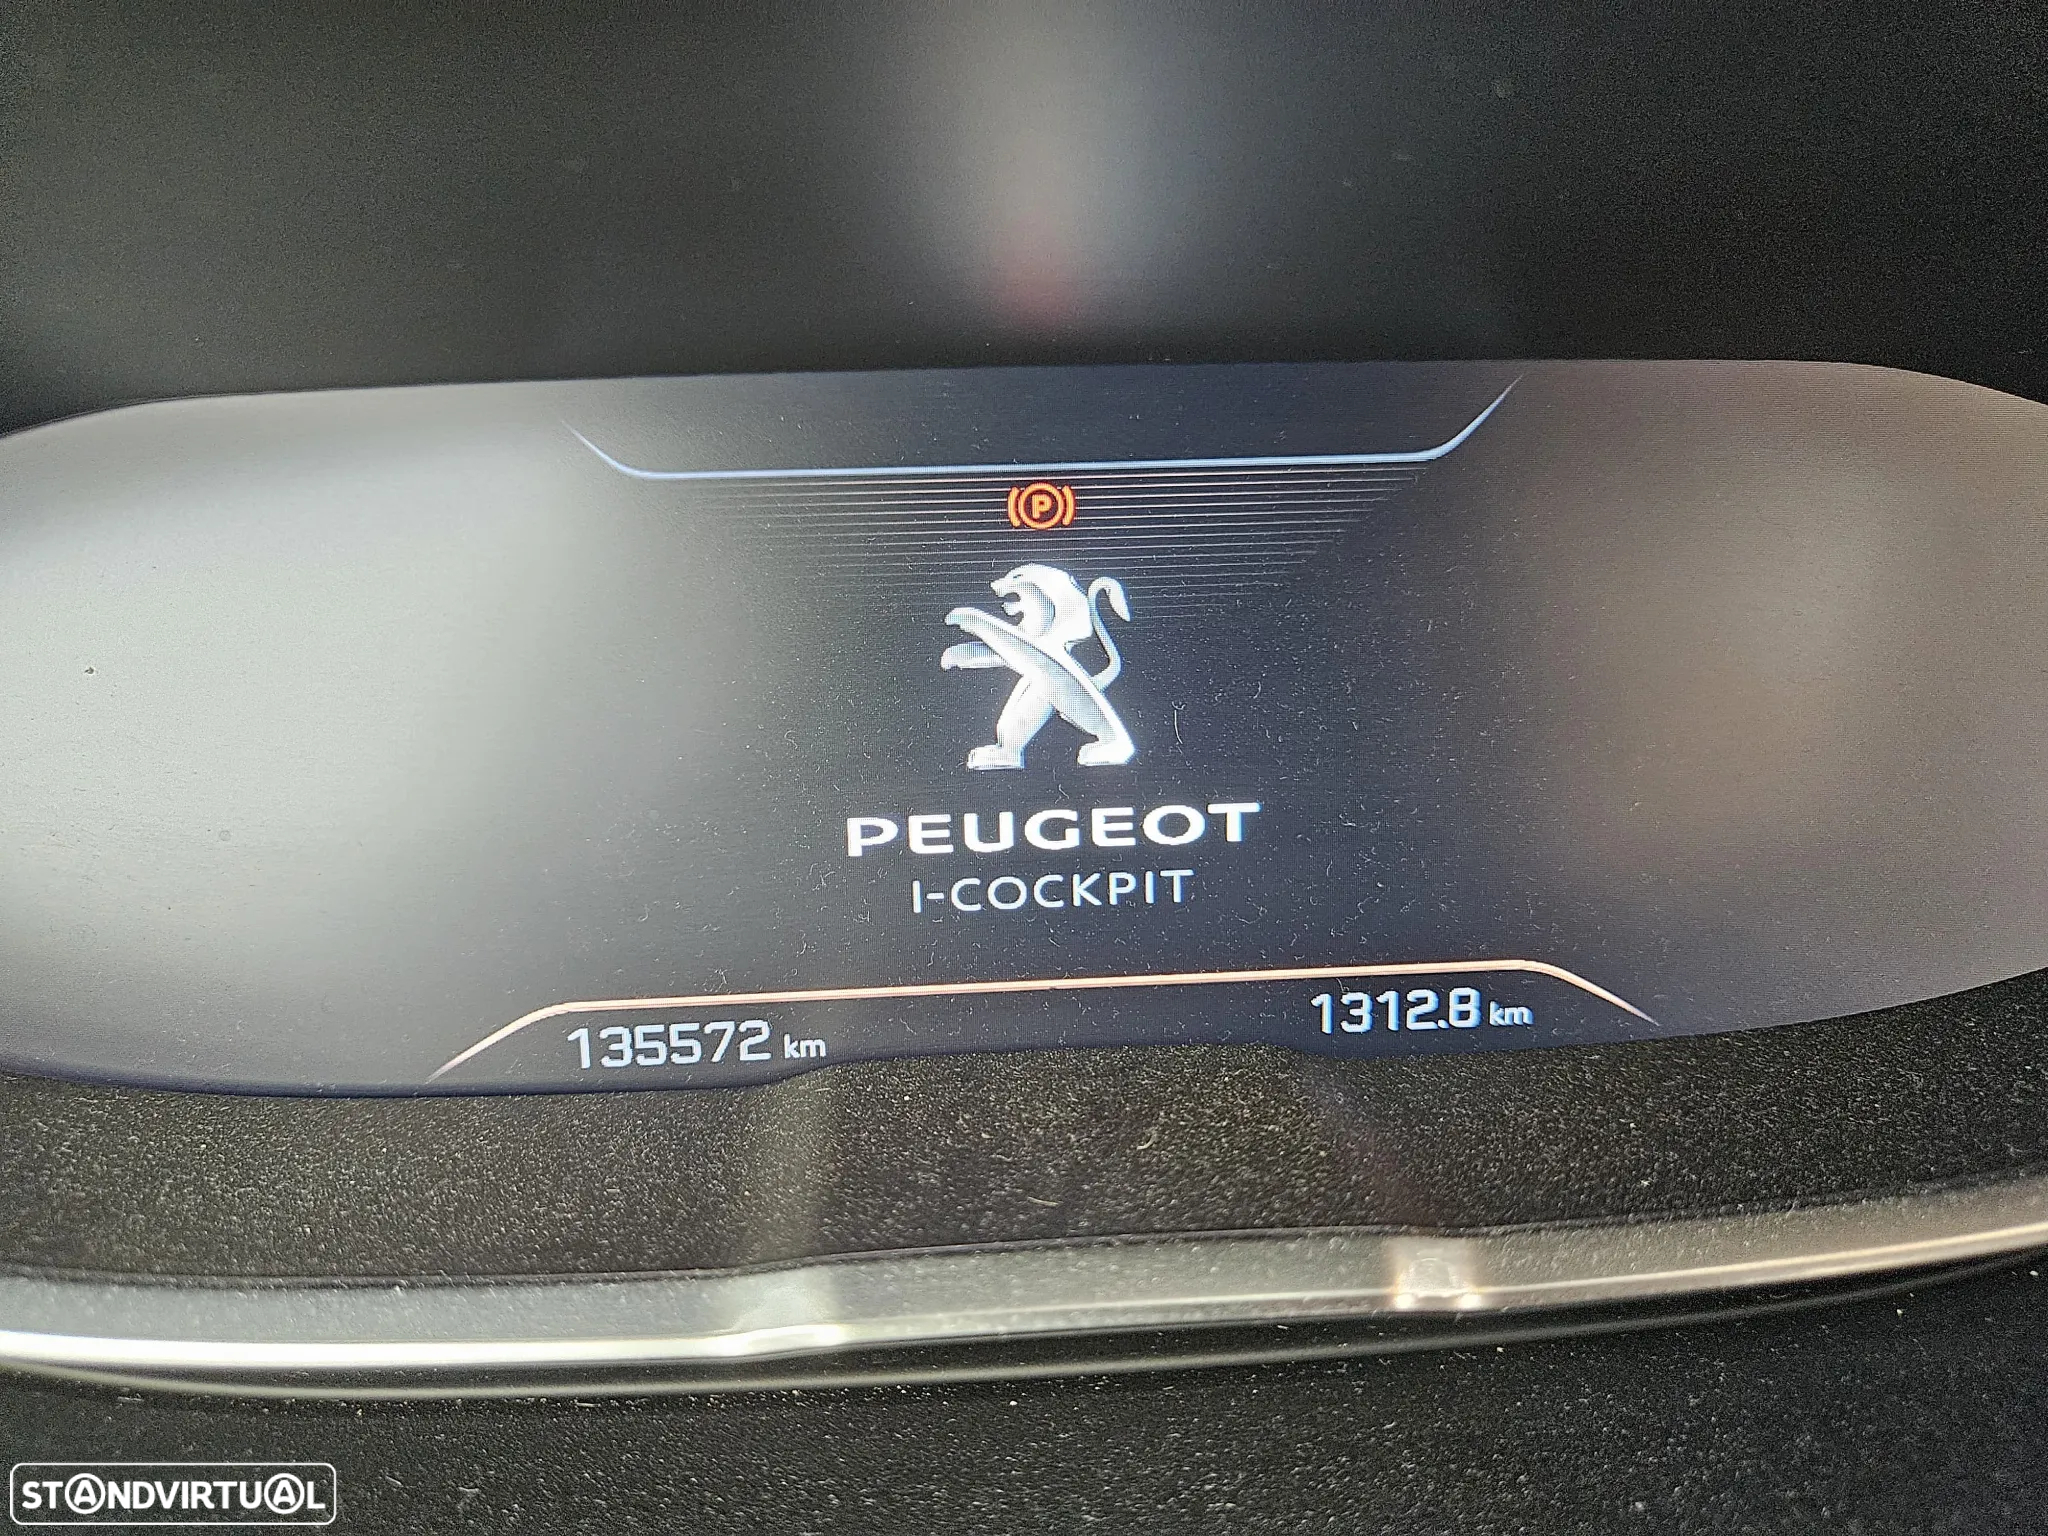 P
PEUGEOT
I-COCKPIT
135572 km
1312.8 km
STANDVIRTUAL